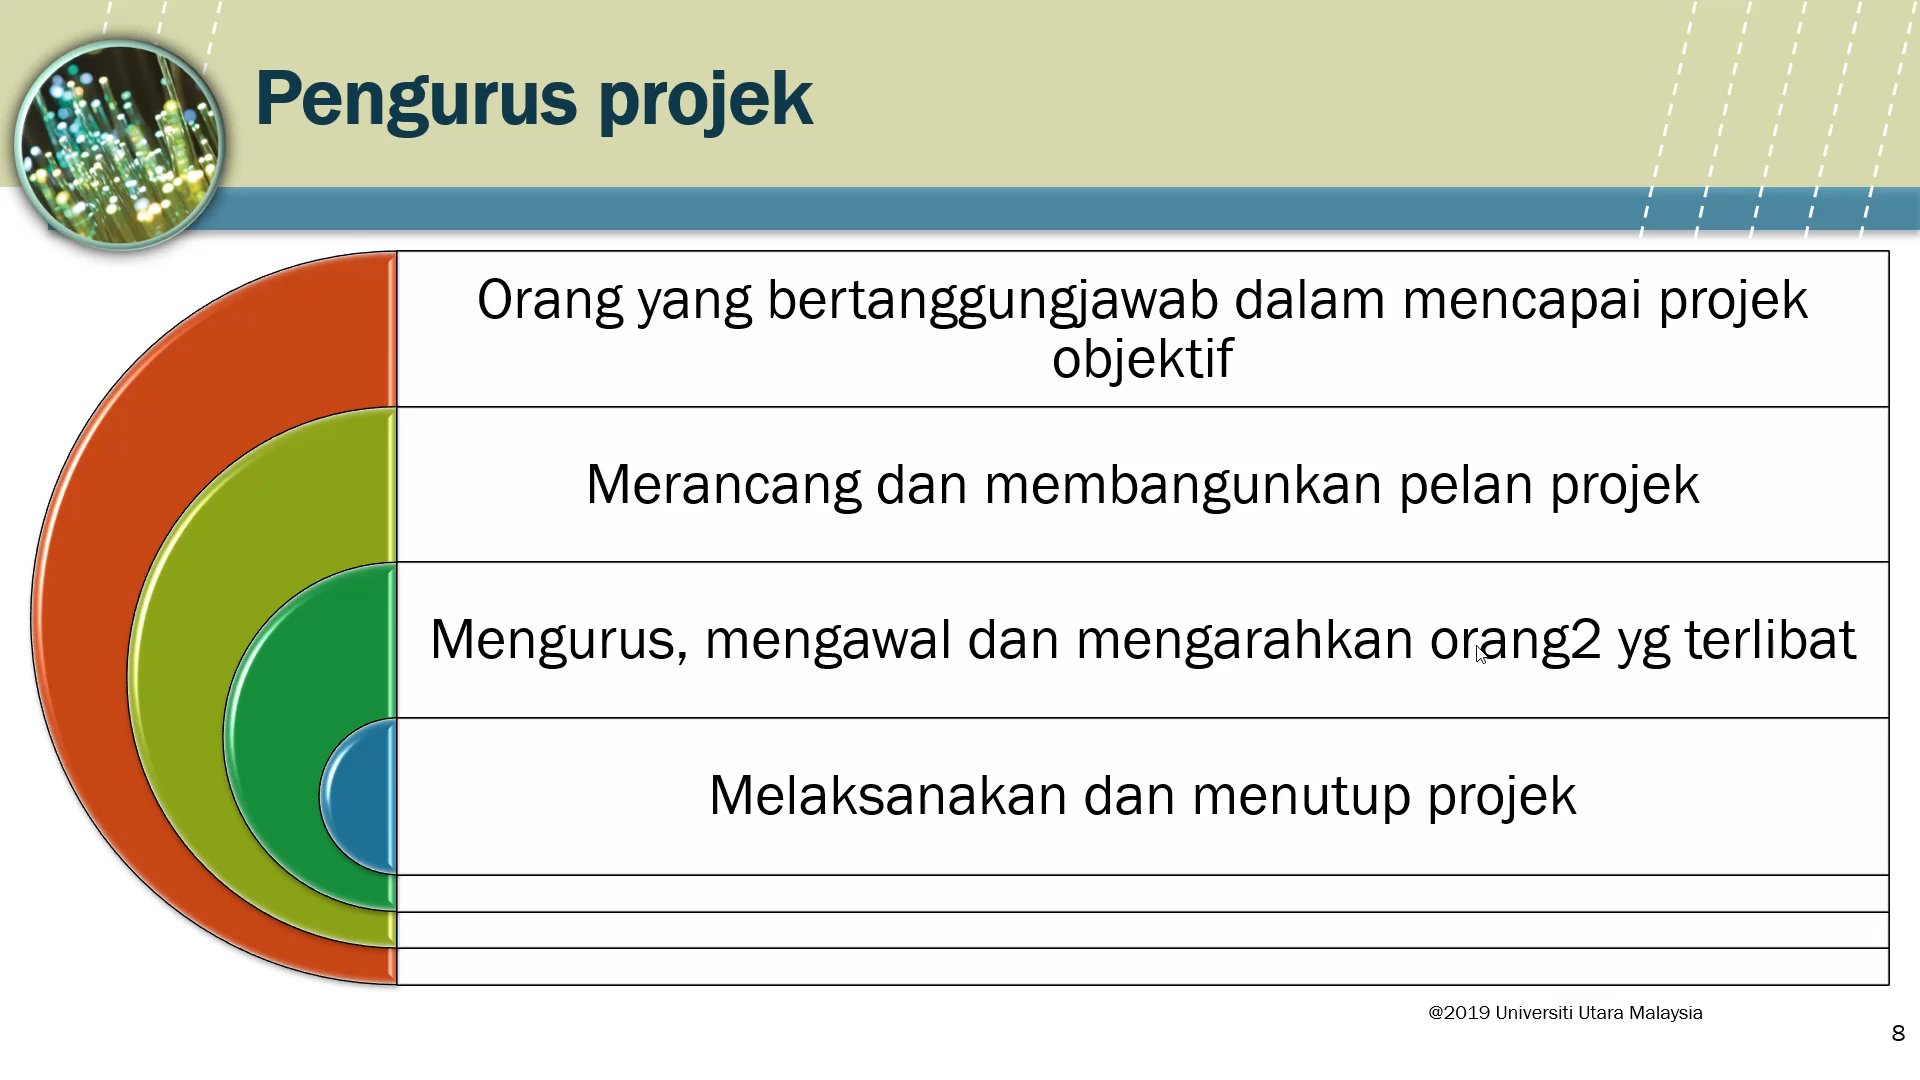 Pengurus projek
Orang yang bertanggungjawab dalam mencapai projek
objektif
Merancang dan membangunkan pelan projek
Mengurus, mengawal dan mengarahkan orang2 yg terlibat
Melaksanakan dan menutup projek
@2019 Universiti Utara Malaysia
8